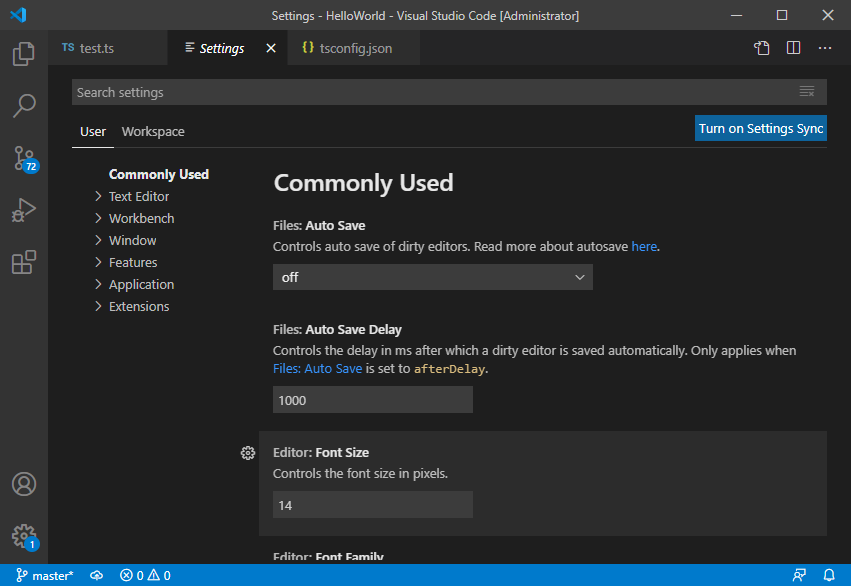 Settings - HelloWorld - Visual Studio Code [Administrator]
TS test.ts
Settings
{} tsconfig.json
Search settings
User
Workspace
Turn on Settings Sync
Commonly Used
Text Editor
Workbench
Window
Features
Application
Extensions
Commonly Used
Files: Auto Save
Controls auto save of dirty editors. Read more about autosave here.
off
Files: Auto Save Delay
Controls the delay in ms after which a dirty editor is saved automatically. Only applies when
Files: Auto Save is set to afterDelay.
1000
Editor: Font Size
Controls the font size in pixels.
14
Editor: Font Family
72
1
master*
0
0